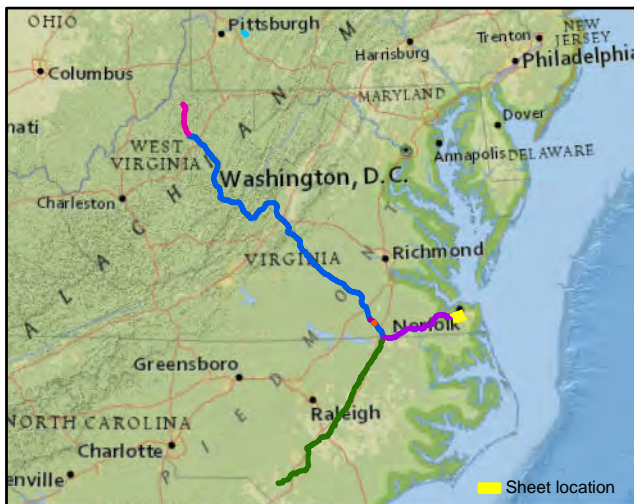 OHIO
Pittsburgh
NEW
JERSEY
Trenton
Harrisburg
Philadelphia
Columbus
MARYLAND
Dover
nati
WEST
VIRGINIA
Annapolis
DELAWARE
Washington, D.C.
Charleston
Richmond
VIRGINIA
Norfolk
Greensboro
Raleigh
NORTH CAROLINA
Charlotte
enville
A L A C H I A N M
P I E D M O N T
Sheet location